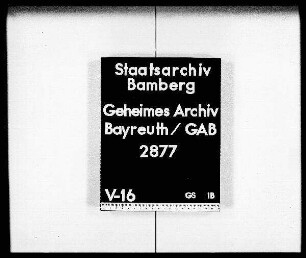 Staatsarchiv
Bamberg
Geheimes Archiv
Bayreuth / GAB
2877
V-16 GS IB